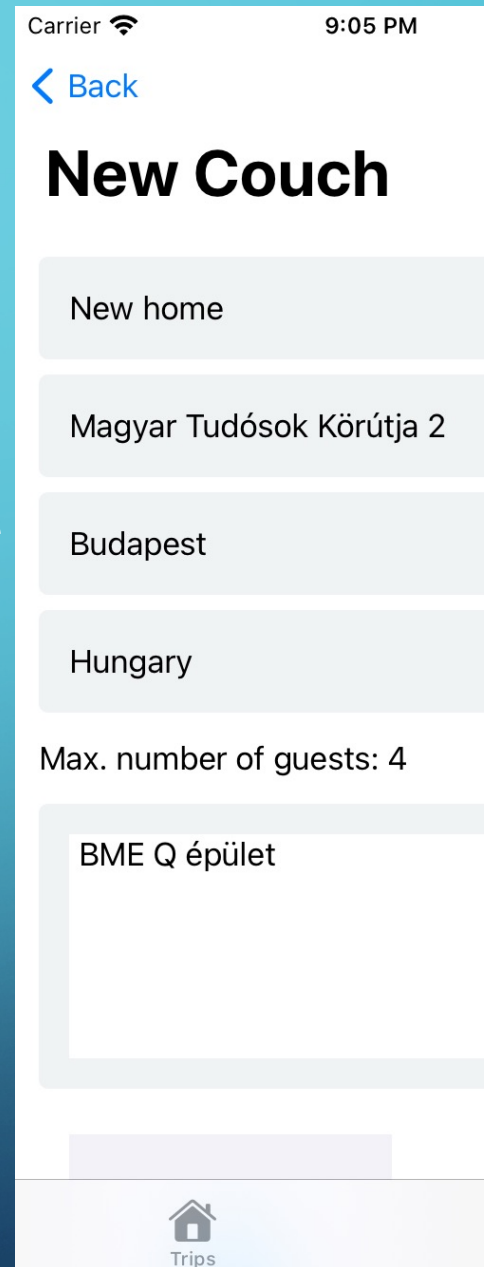 Carrier 9:05 PM
Back
New Couch
New home
Magyar Tudósok Körútja 2
Budapest
Hungary
Max. number of guests: 4
BME Q épület
Trips